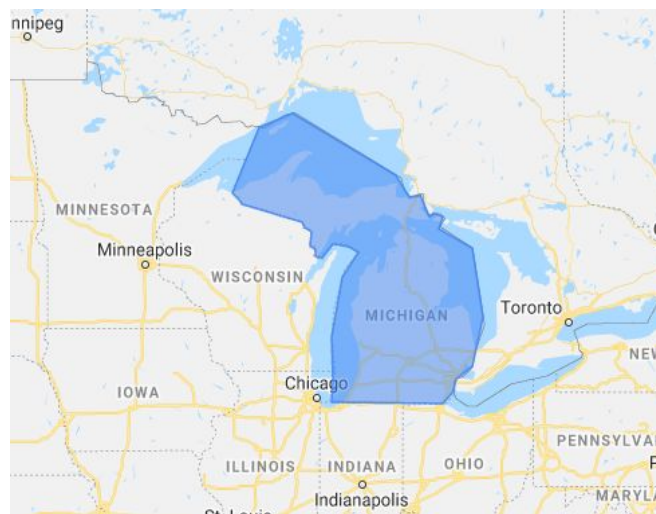 nnipeg
MINNESOTA
Minneapolis
WISCONSIN
MICHIGAN
Toronto
NEW
Chicago
IOWA
PENNSYLVA
ILLINOIS
INDIANA
OHIO
MARYLA
Indianapolis